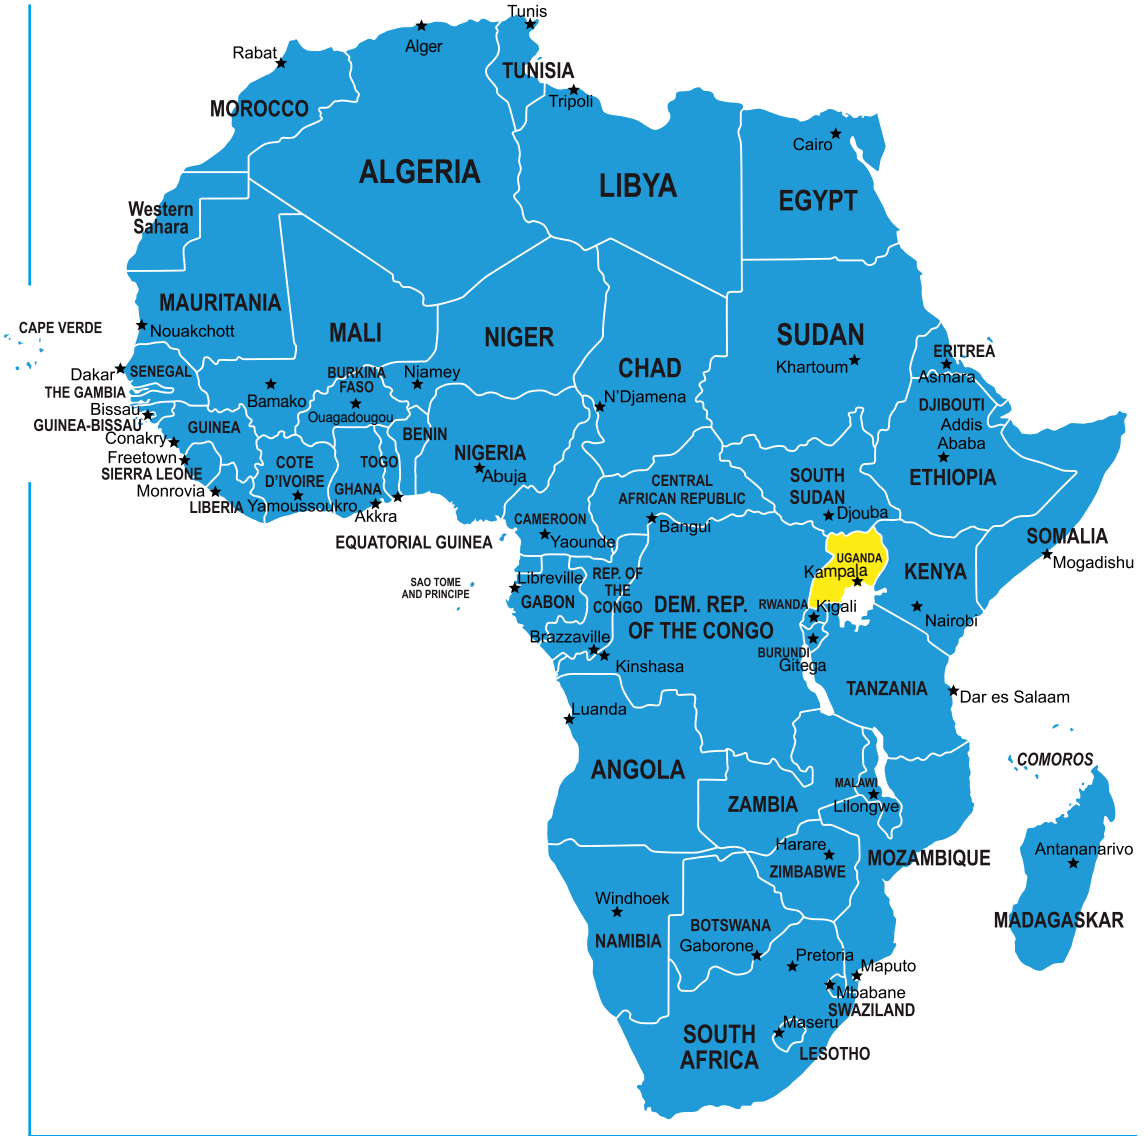 Tunis
Alger
Rabat
TUNISIA
Tripoli
MOROCCO
Cairo
ALGERIA
LIBYA
EGYPT
Western
Sahara
MAURITANIA
Nouakchott
CAPE VERDE
MALI
NIGER
SUDAN
CHAD
Khartoum
ERITREA
Asmara
SENEGAL
Dakar
THE GAMBIA
BURKINA
FASO
Niamey
Bamako
Ouagadougou
N'Djamena
DJIBOUTI
Addis
Ababa
Bissau
GUINEA-BISSAU
GUINEA
Conakry
BENIN
Freetown
SIERRA LEONE
NIGERIA
Abuja
COTE
D'IVOIRE
TOGO
GHANA
Monrovia
LIBERIA
Yamoussoukro
Akkra
CENTRAL
AFRICAN REPUBLIC
SOUTH
SUDAN
Djouba
ETHIOPIA
CAMEROON
Yaounde
Bangui
EQUATORIAL GUINEA
SOMALIA
Mogadishu
UGANDA
Kampala
KENYA
Nairobi
SAO TOME
AND PRINCIPE
Libreville
GABON
REP. OF
THE
CONGO
DEM. REP.
OF THE CONGO
RWANDA
Kigali
Brazzaville
Kinshasa
BURUNDI
Gitega
TANZANIA
Dar es Salaam
Luanda
ANGOLA
COMOROS
MALAWI
Lilongwe
ZAMBIA
Harare
ZIMBABWE
MOZAMBIQUE
Antananarivo
MADAGASKAR
Windhoek
NAMIBIA
BOTSWANA
Gaborone
Pretoria
Maputo
Mbabane
SWAZILAND
Maseru
LESOTHO
SOUTH
AFRICA